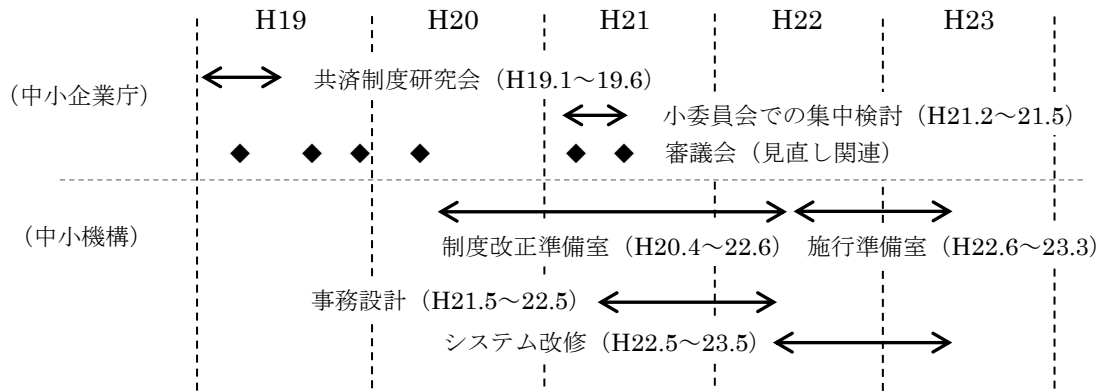 H19 H20 H21 H22 H23
(中小企業庁)
共済制度研究会(H19.1~19.6)
小委員会での集中検討(H21.2~21.5)
審議会(見直し関連)
(中小機構)
制度改正準備室(H20.4~22.6) 施行準備室(H22.6~23.3)
事務設計(H21.5~22.5)
システム改修(H22.5~23.5)